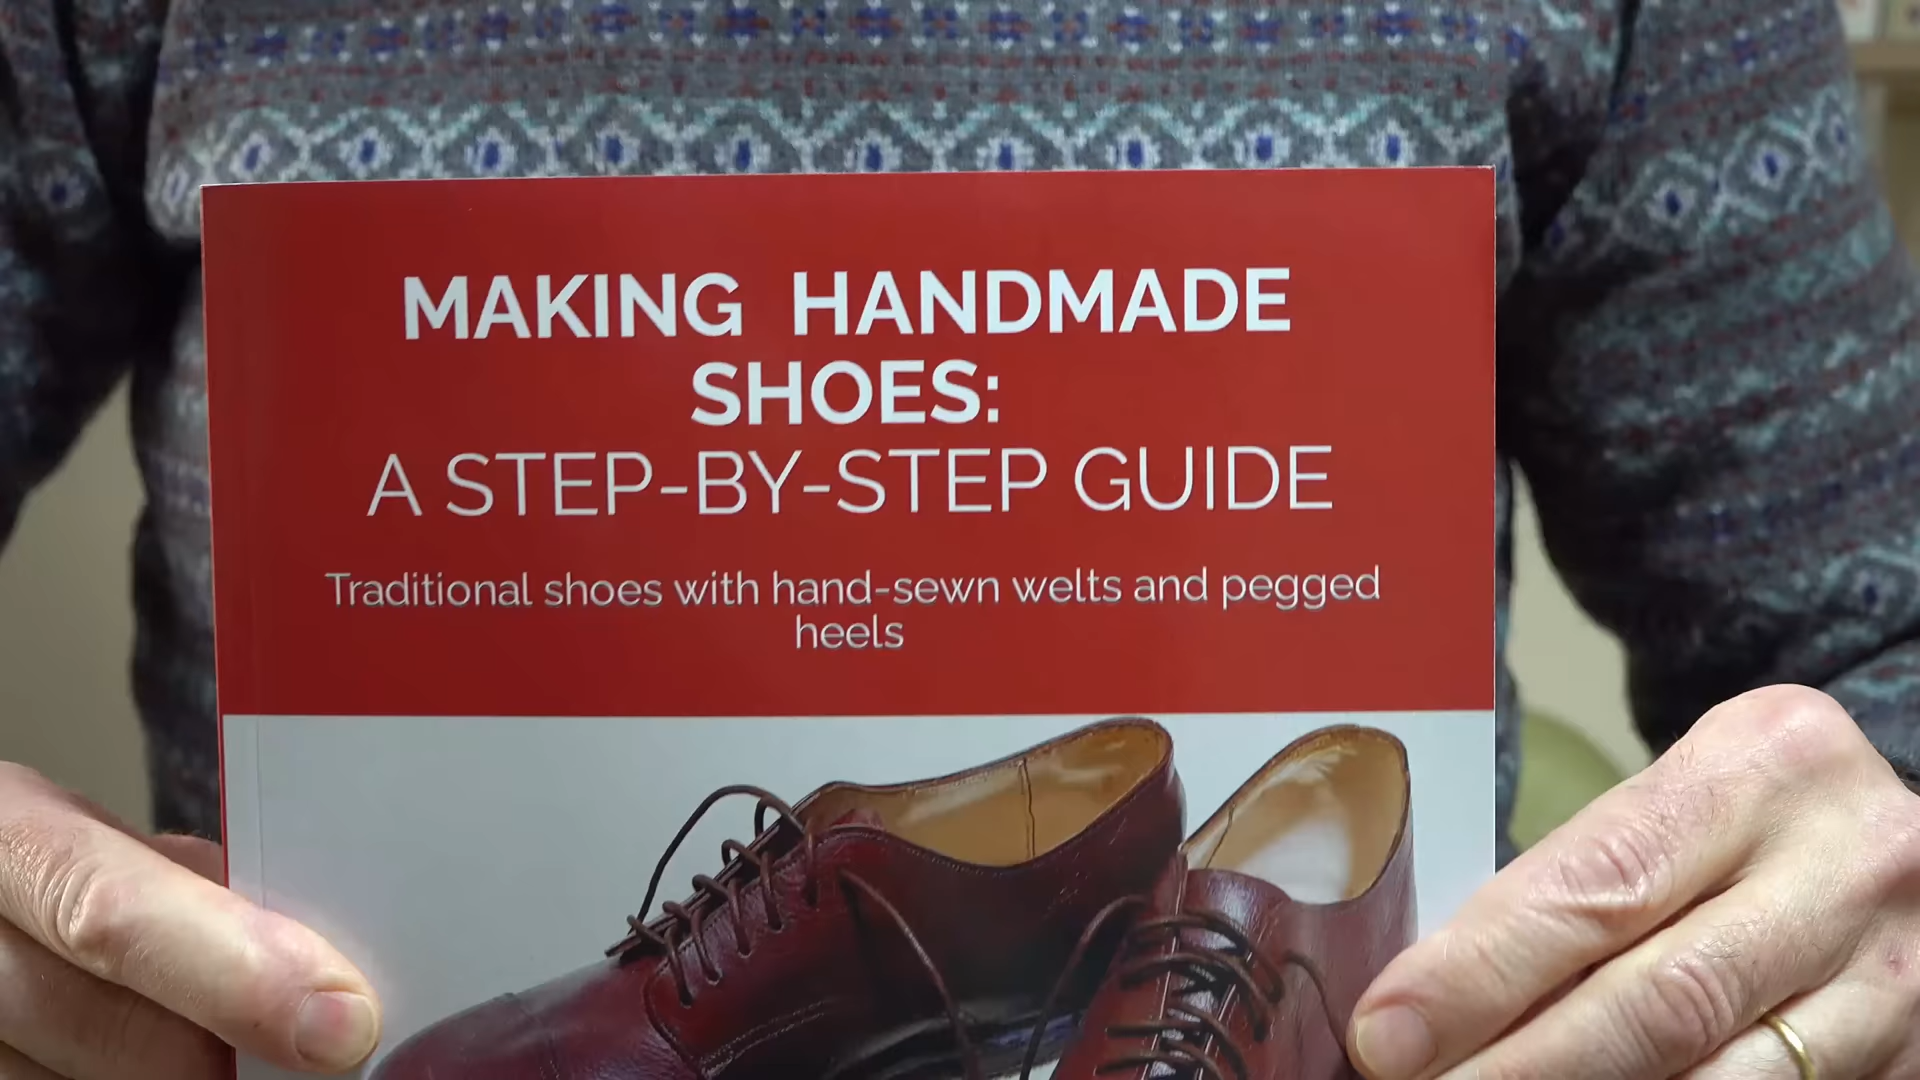 MAKING HANDMADE
SHOES:
A STEP-BY-STEP GUIDE
Traditional shoes with hand-sewn welts and pegged
heels